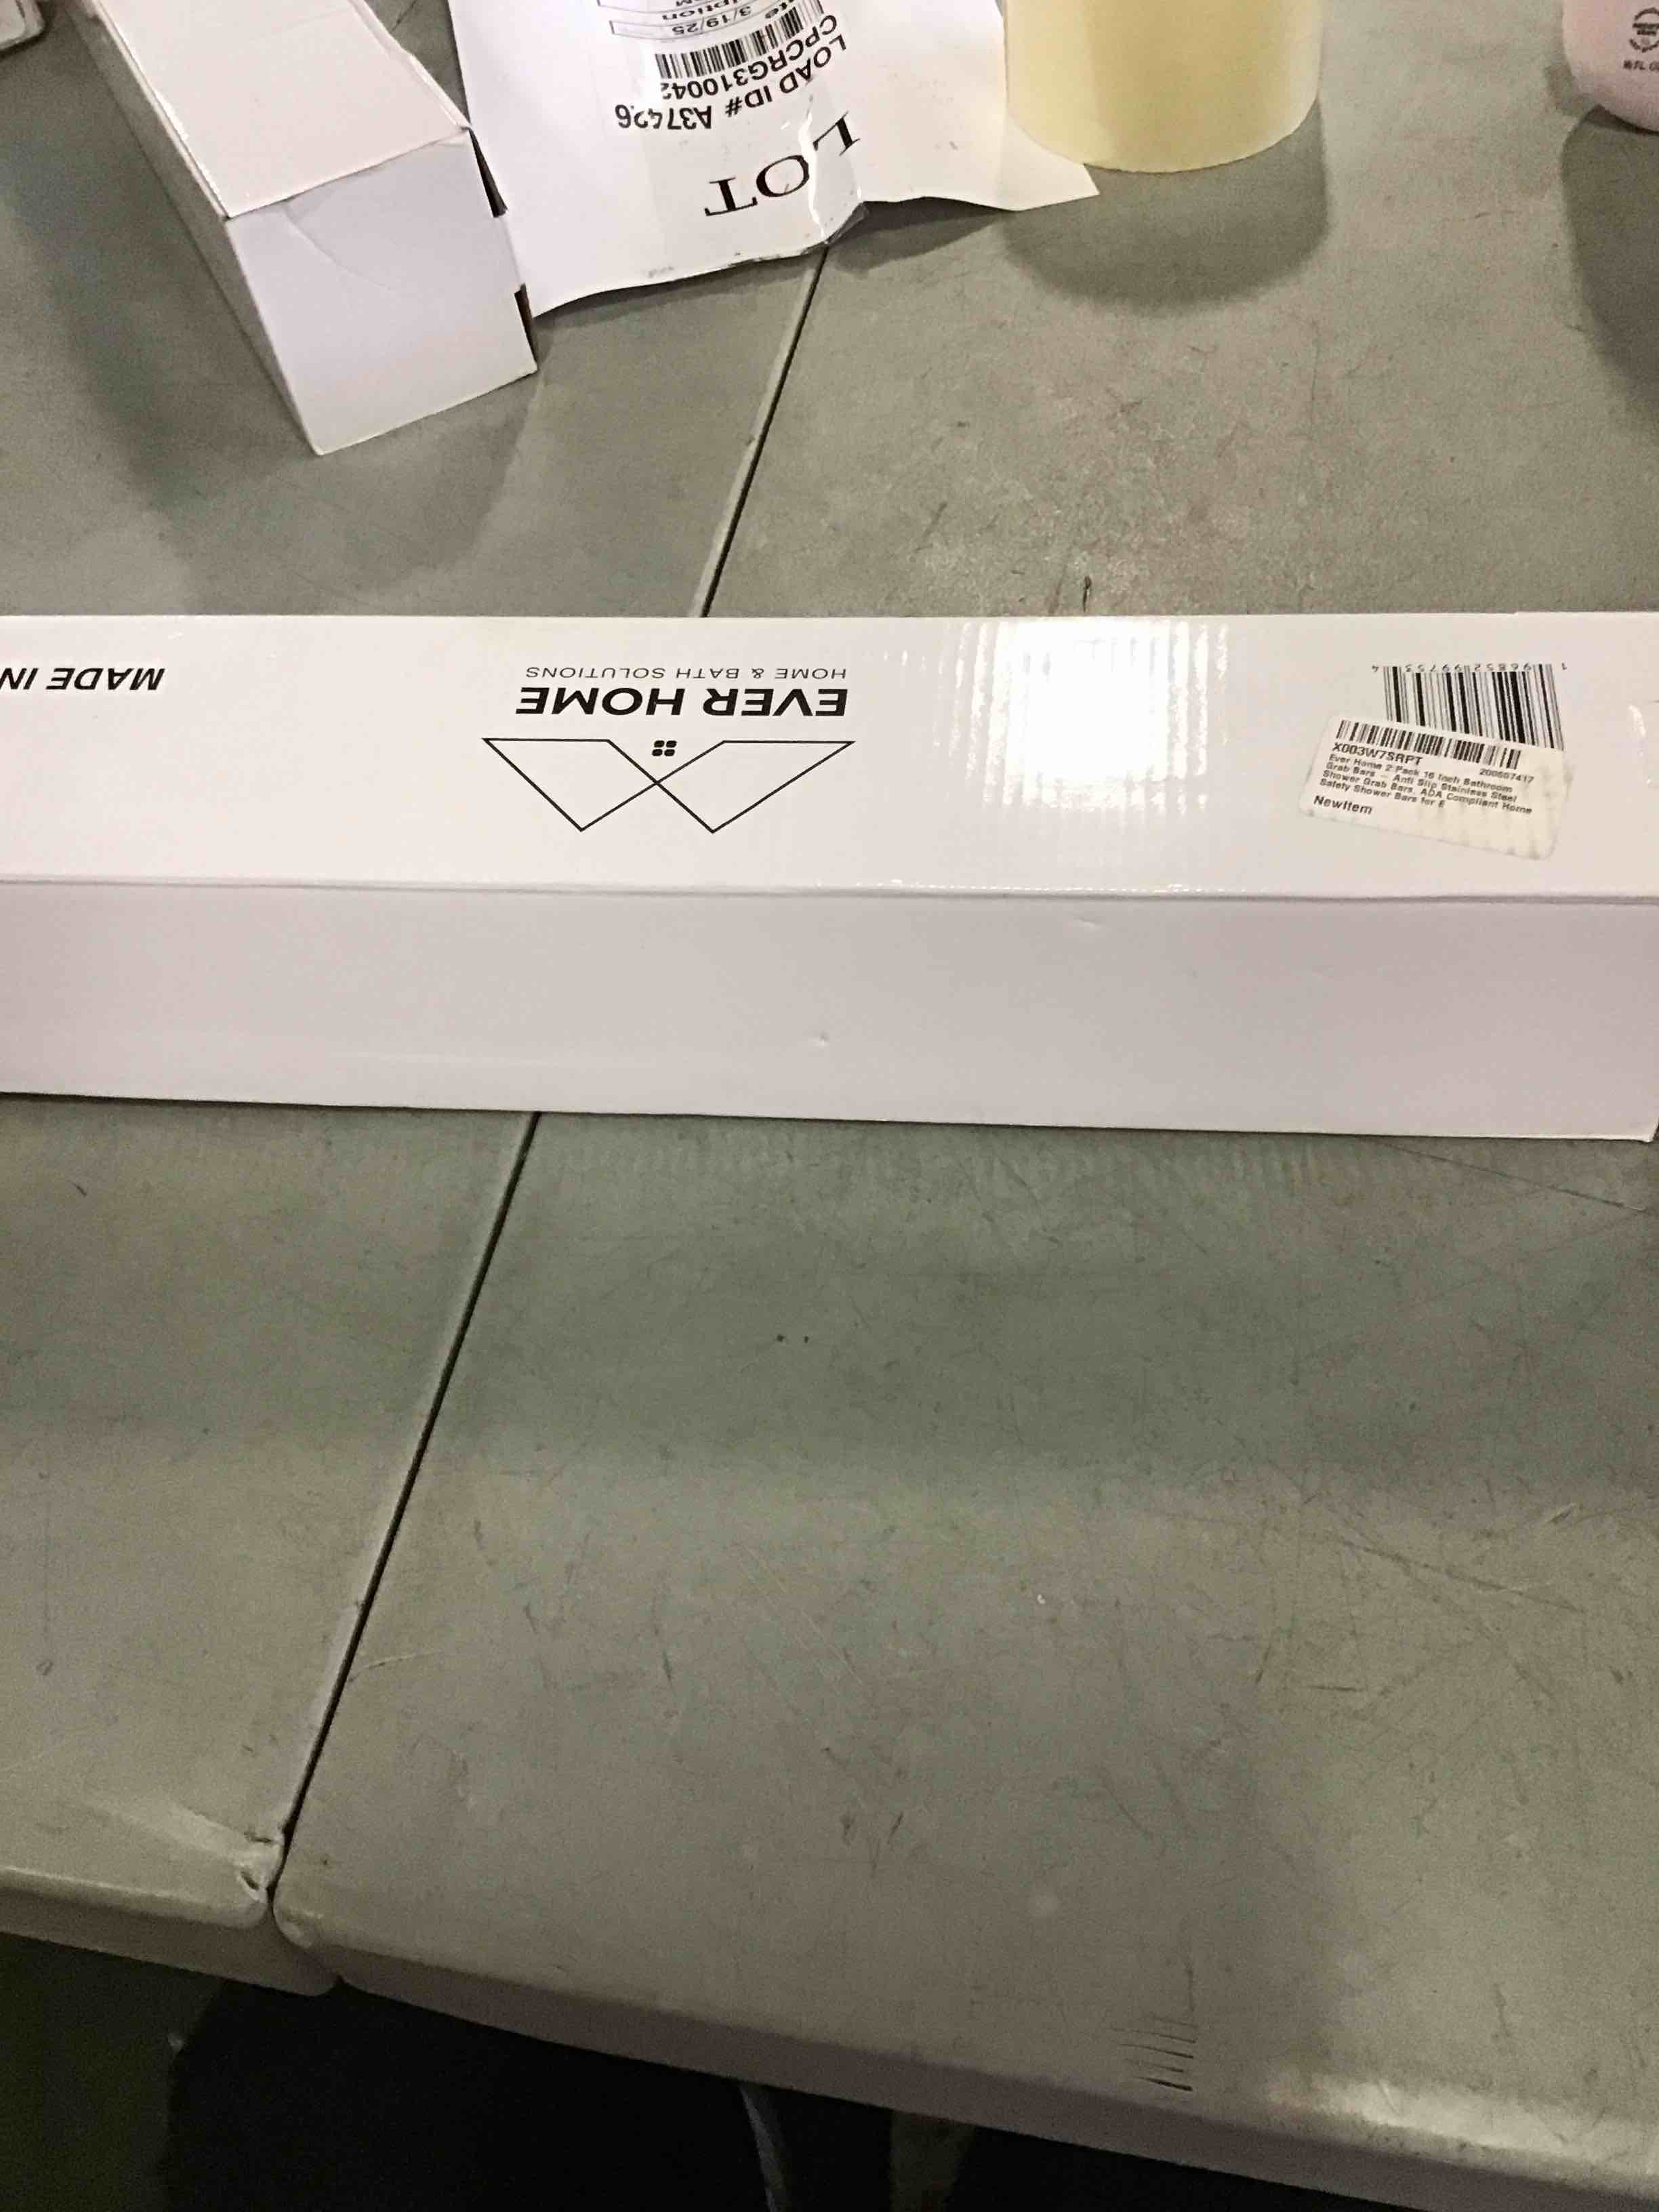 LOT
LOAD ID# A37426
CPCRG310042
3/19/25
MADE IN
EVER HOME
HOME & BATH SOLUTIONS
X003W7SRPT
200607417
Ever Home 2 Pack 16 Inch Bathroom
Grab Bars - Anti Slip Stainless Steel
Shower Grab Bars, ADA Compliant Home
Safety Shower Bars for E
NewItem